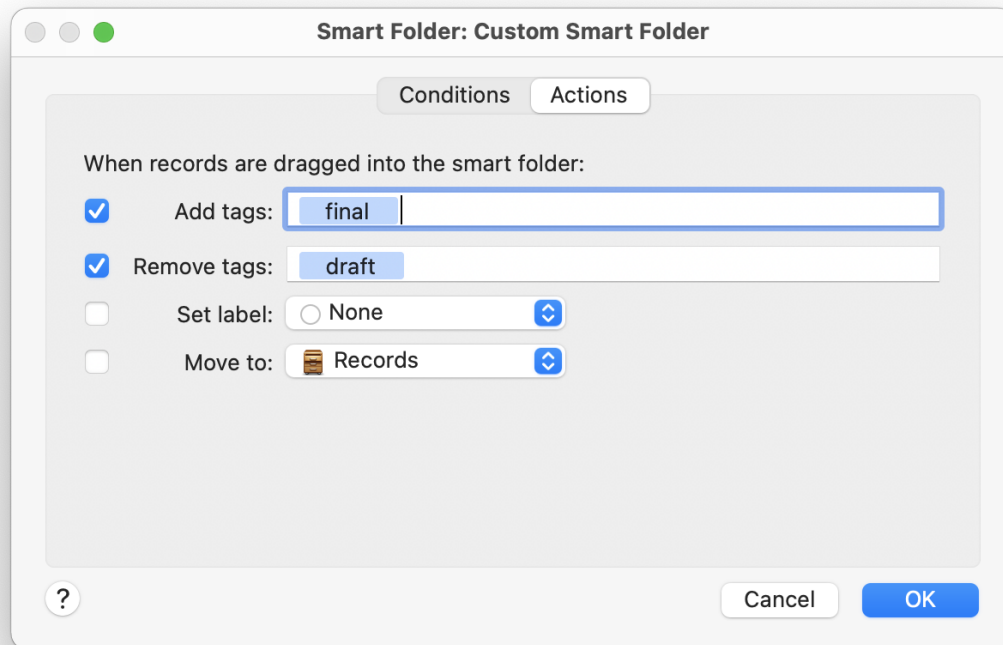 Smart Folder: Custom Smart Folder
Conditions Actions
When records are dragged into the smart folder:
Add tags: final
Remove tags: draft
Set label: None
Move to: Records
? Cancel OK